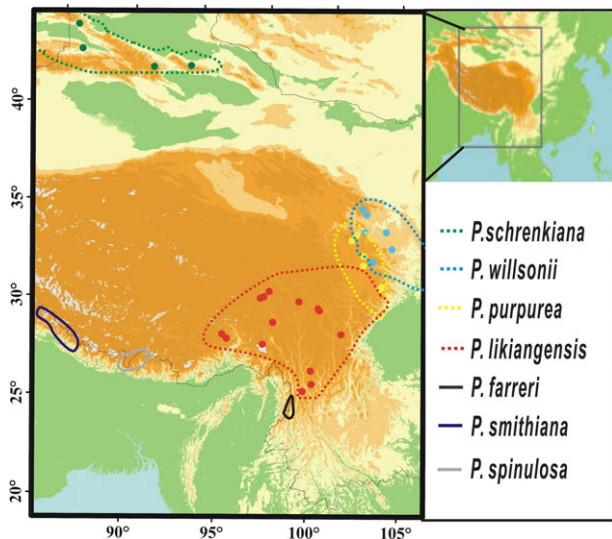 40°
35°
30°
25°
20°
90°
95°
100°
105°
P.schrenkiana
P. willsonii
P. purpurea
P. likiangensis
P. farreri
P. smithiana
P. spinulosa